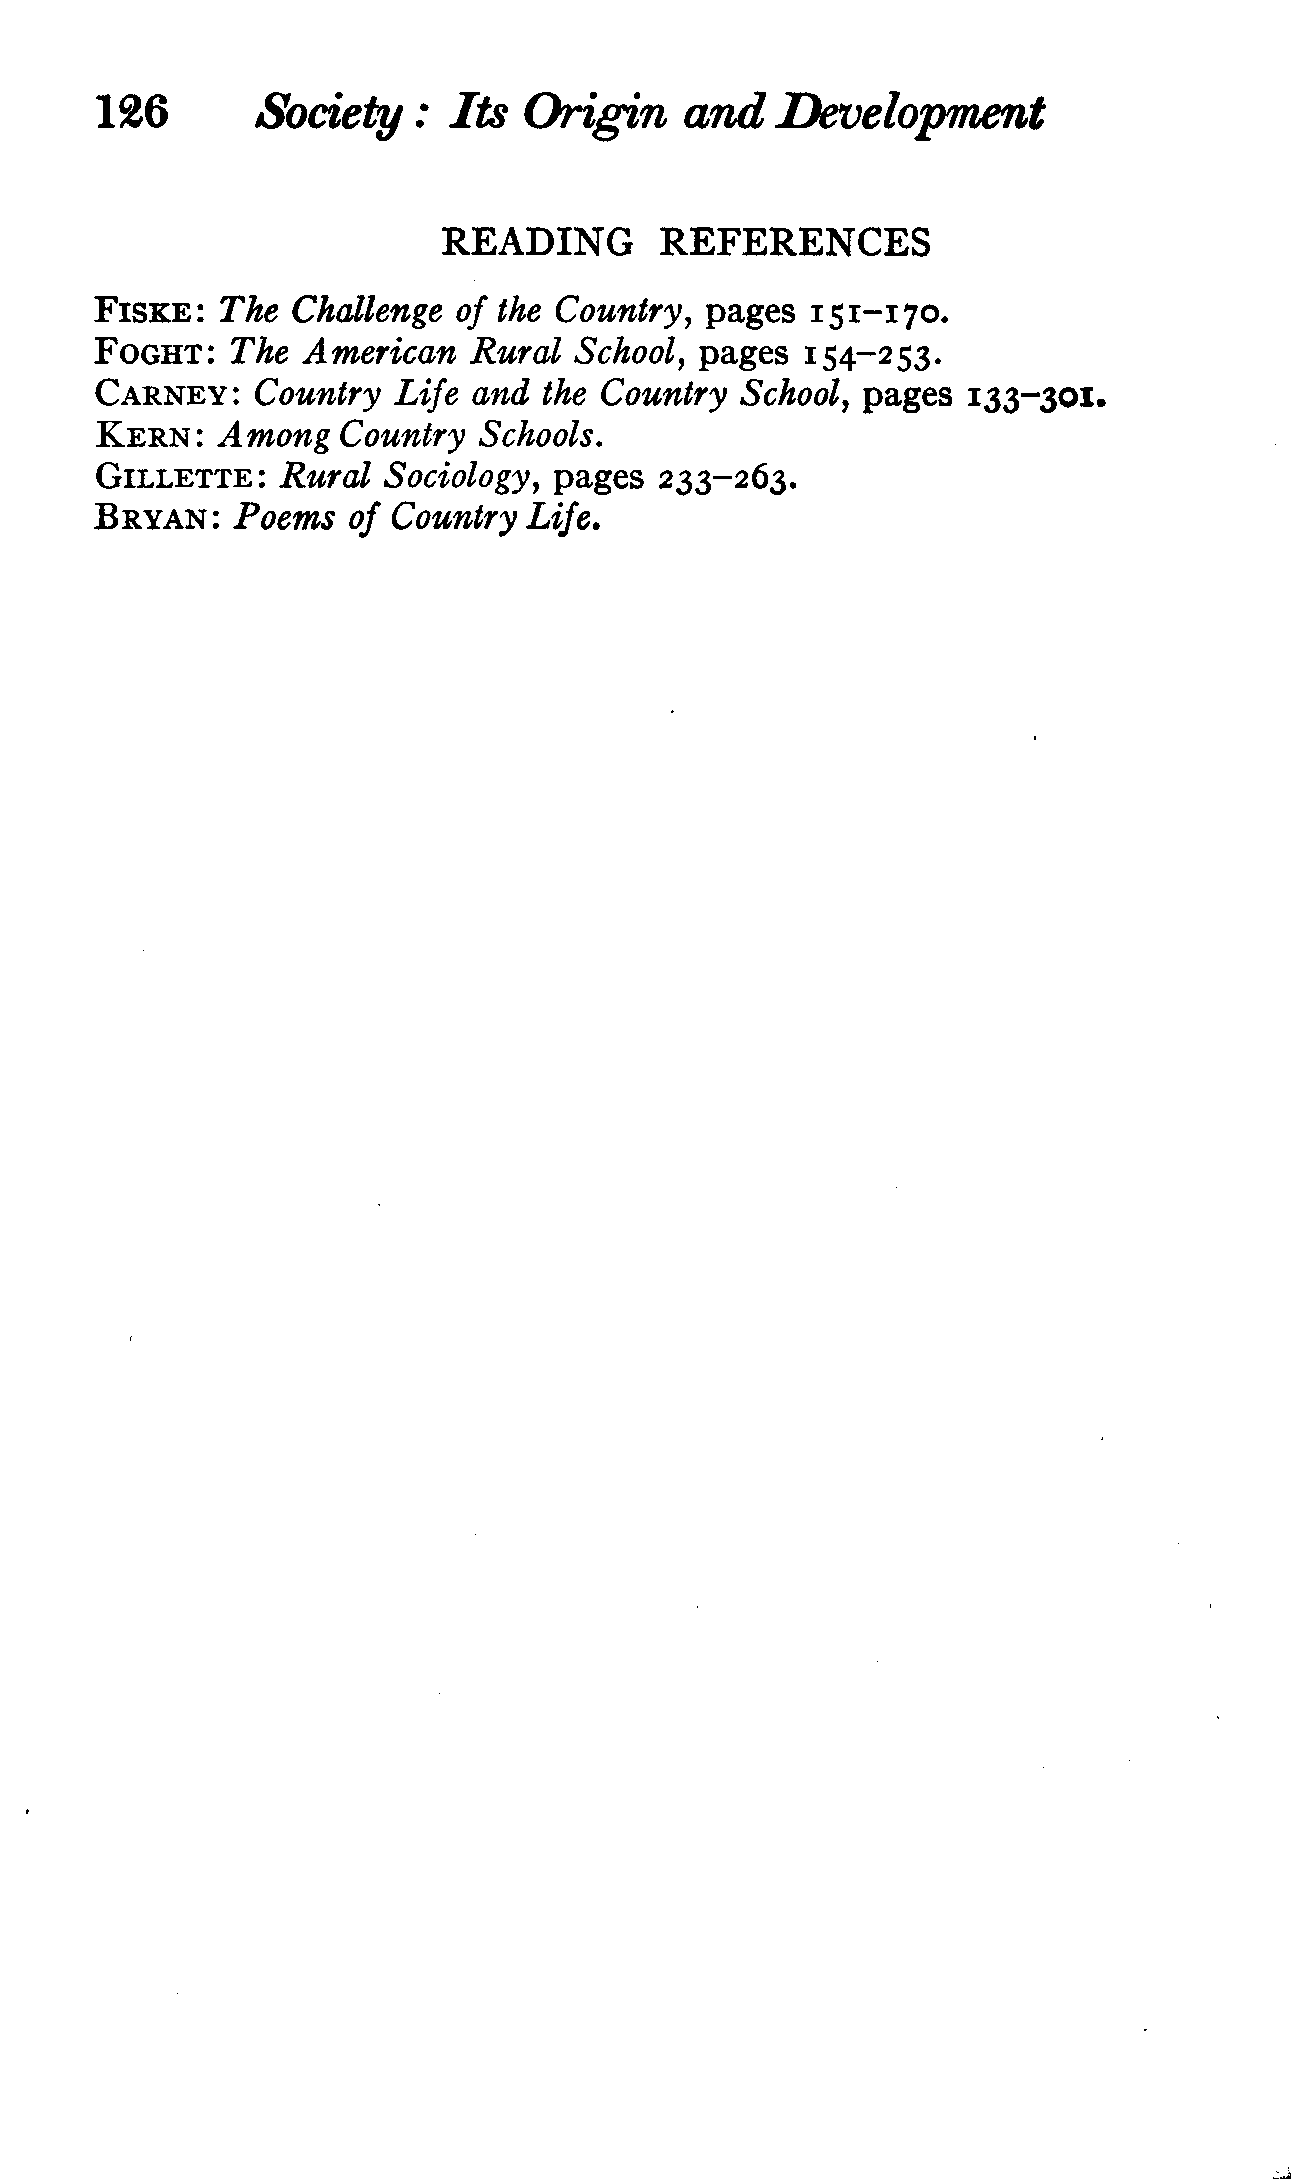 126 Society : Its Origin and Development
READING REFERENCES
FISKE: The Challenge of the Country, pages 151–170.
FOGHT: The American Rural School, pages 154–253.
CARNEY: Country Life and the Country School, pages 133–301.
KERN: Among Country Schools.
GILLETTE: Rural Sociology, pages 233–263.
BRYAN: Poems of Country Life.